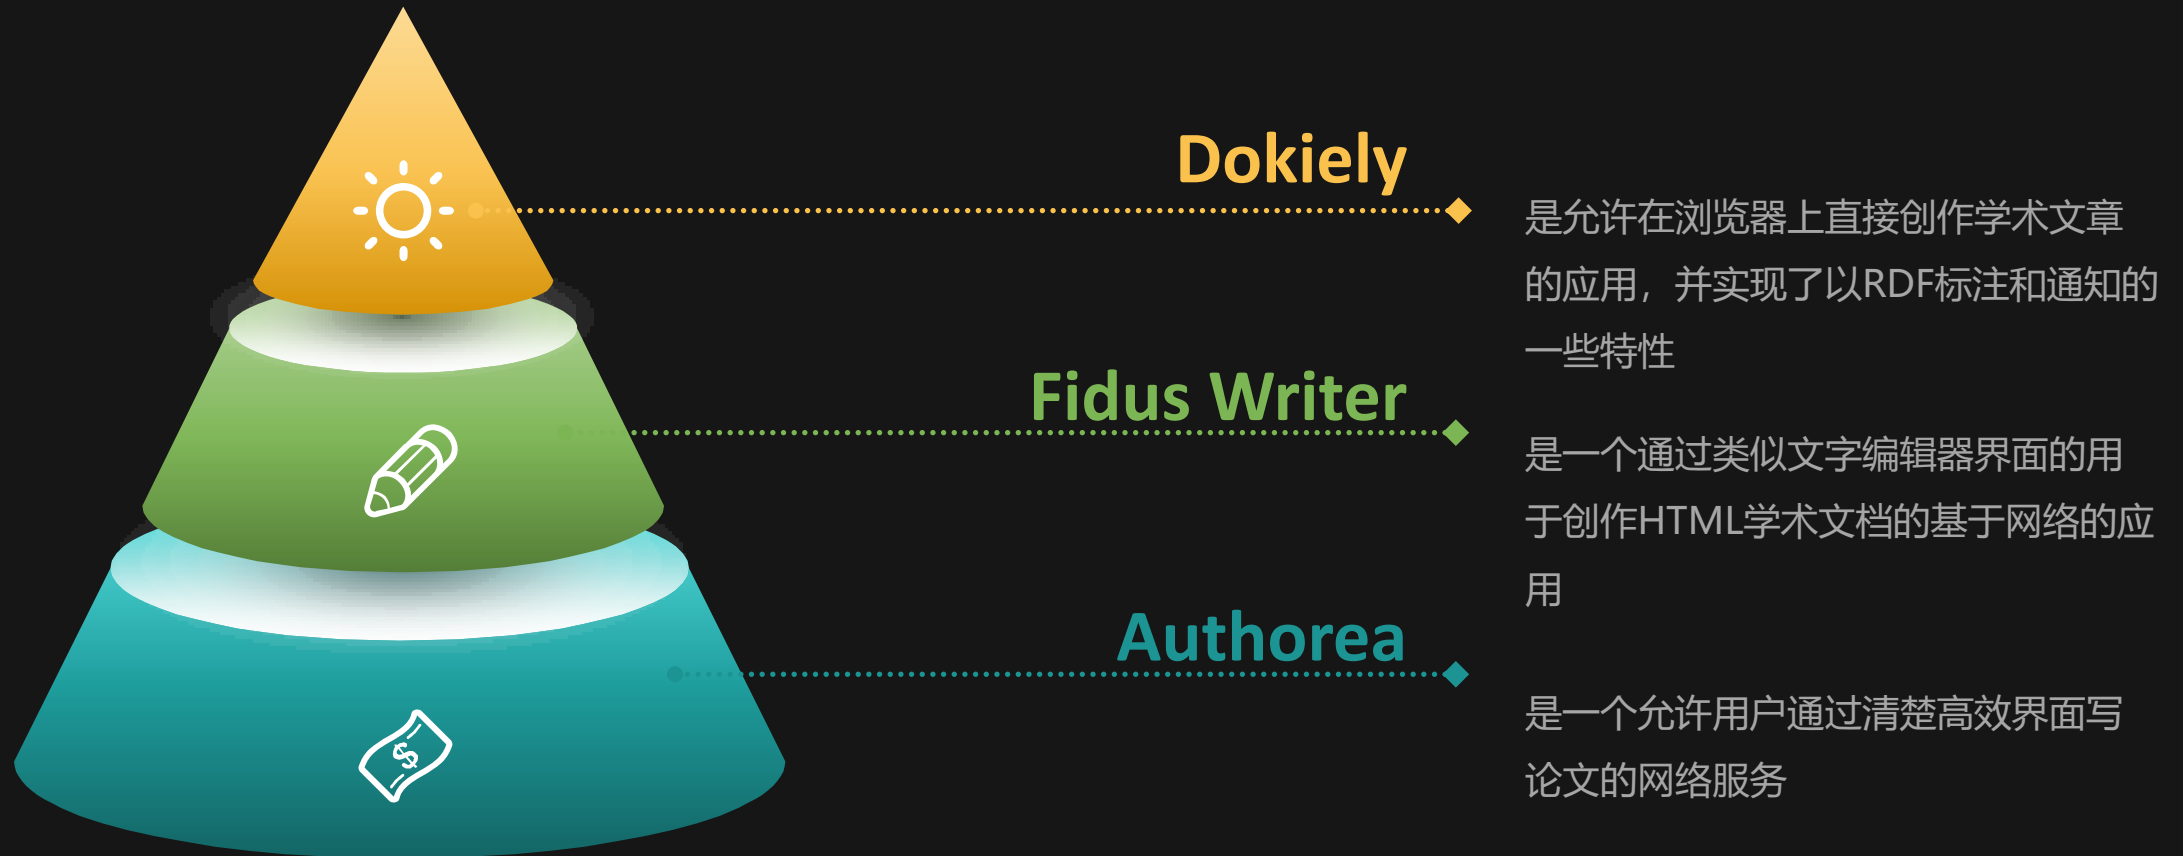 Dokiely
是允许在浏览器上直接创作学术文章
的应用，并实现了以RDF标注和通知的
一些特性
Fidus Writer
是一个通过类似文字编辑器界面的用
于创作HTML学术文档的基于网络的应
用
Authorea
是一个允许用户通过清楚高效界面写
论文的网络服务
$